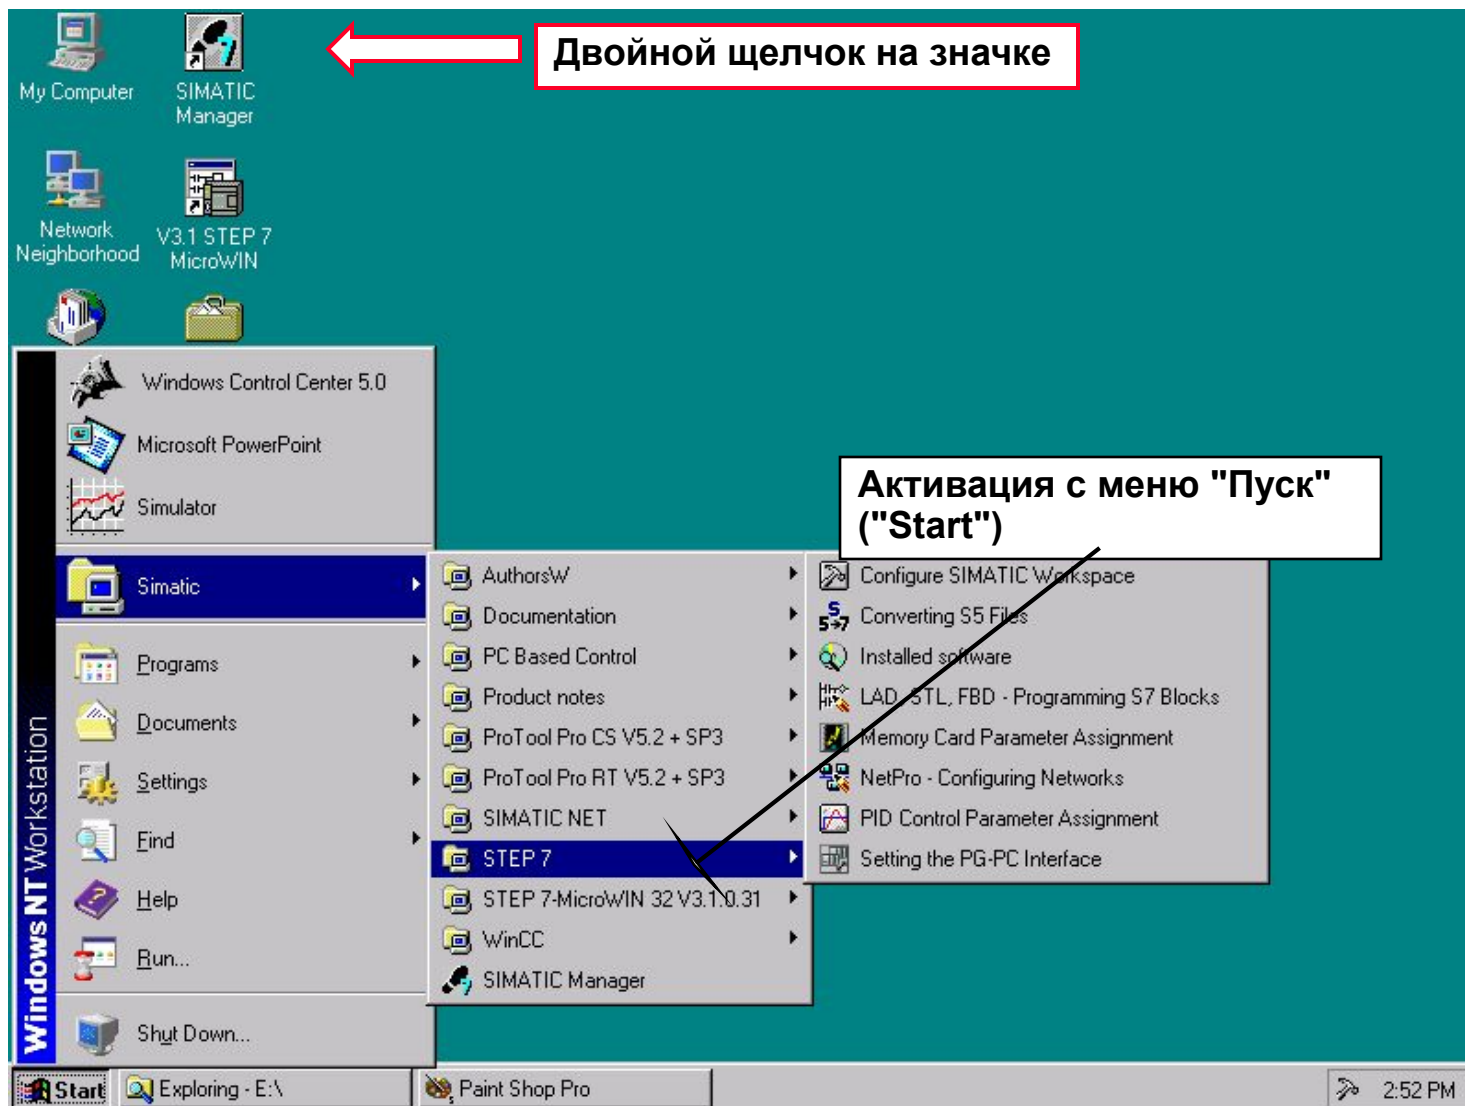 Двойной щелчок на значке
My Computer
SIMATIC
Manager
Network
Neighborhood
V3.1 STEP 7
MicroWIN
Windows Control Center 5.0
Microsoft PowerPoint
Simulator
Simatic
Programs
Documents
Settings
Find
Help
Run...
Shut Down...
Windows NT Workstation
AuthorsW
Documentation
PC Based Control
Product notes
ProTool Pro CS V5.2 + SP3
ProTool Pro RT V5.2 + SP3
SIMATIC NET
STEP 7
STEP 7-MicroWIN 32 V3.1.0.31
WinCC
SIMATIC Manager
Активация с меню "Пуск"
("Start")
Configure SIMATIC Workspace
Converting S5 Files
Installed software
LAD, STL, FBD - Programming S7 Blocks
Memory Card Parameter Assignment
NetPro - Configuring Networks
PID Control Parameter Assignment
Setting the PG-PC Interface
Start
Exploring - E:\
Paint Shop Pro
2:52 PM